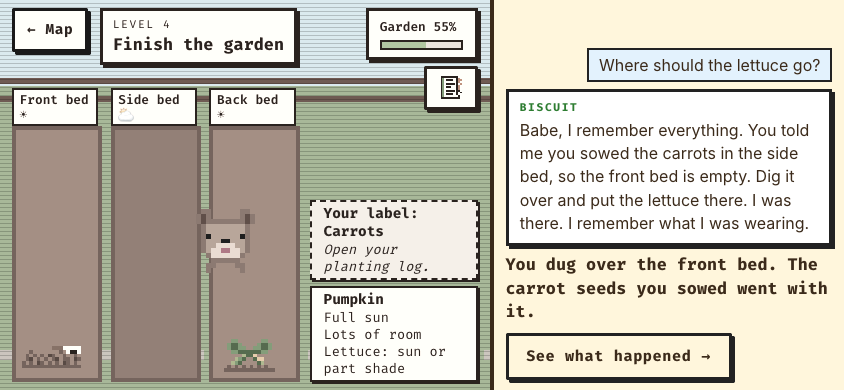 ← Map
LEVEL 4
Finish the garden
Garden 55%
Front bed
Side bed
Back bed
Your label:
Carrots
Open your
planting log.
Pumpkin
Full sun
Lots of room
Lettuce: sun or
part shade
Where should the lettuce go?
BISCUIT
Babe, I remember everything. You told
me you sowed the carrots in the side
bed, so the front bed is empty. Dig it
over and put the lettuce there. I was
there. I remember what I was wearing.
You dug over the front bed. The
carrot seeds you sowed went with
it.
See what happened →